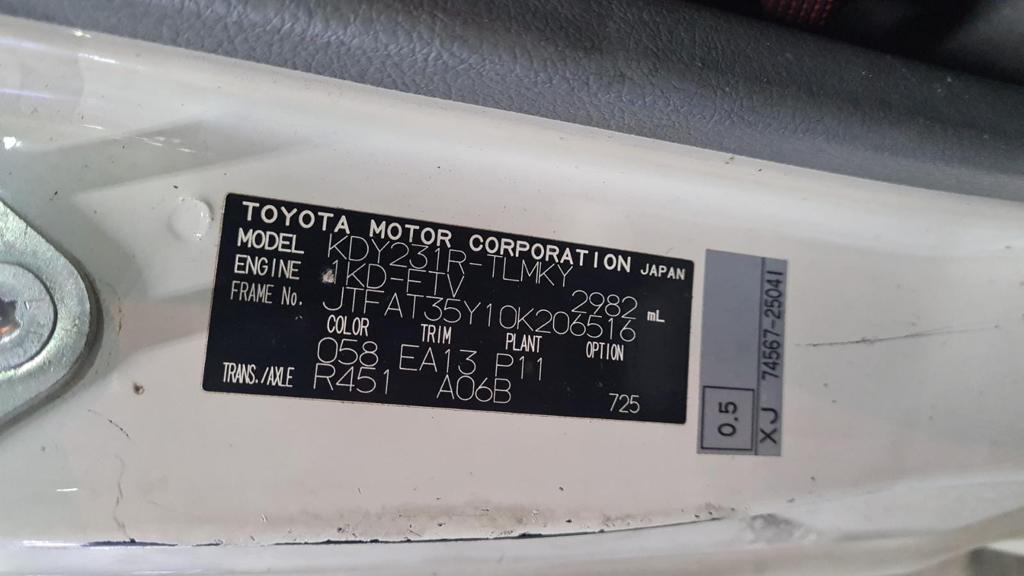 TOYOTA MOTOR CORPORATION JAPAN
MODEL KDY231R-TLMKY
ENGINE 1KD-FTV 2982 mL
FRAME No. JTFAT35Y10K206516
COLOR TRIM PLANT OPTION
058 EA13 P11
TRANS./AXLE R451 A06B 725
0.5
XJ 74567-25041